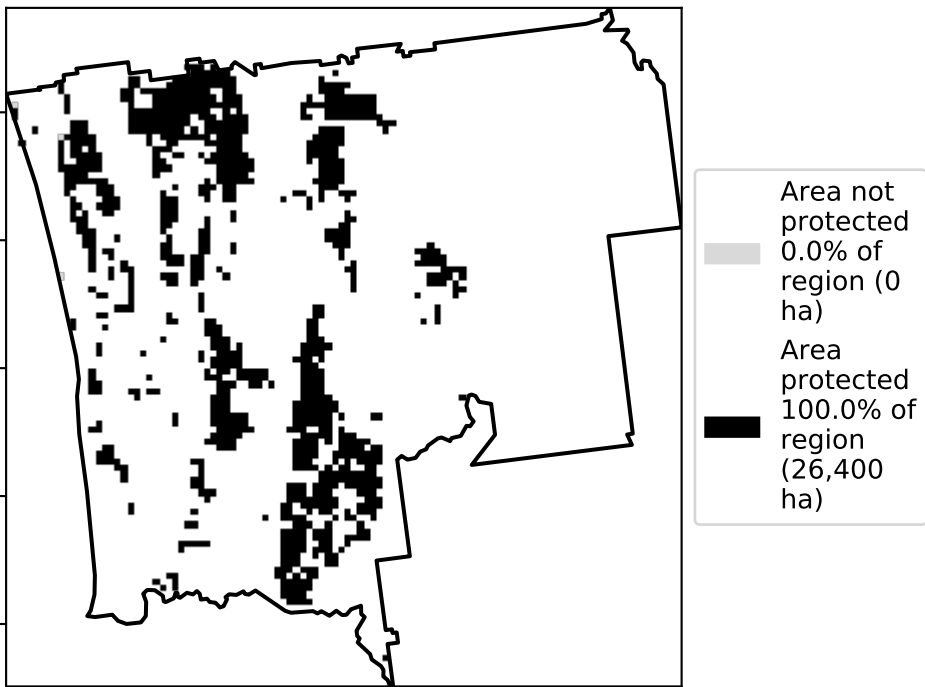 Area not
protected
0.0% of
region (0
ha)
Area
protected
100.0% of
region
(26,400
ha)